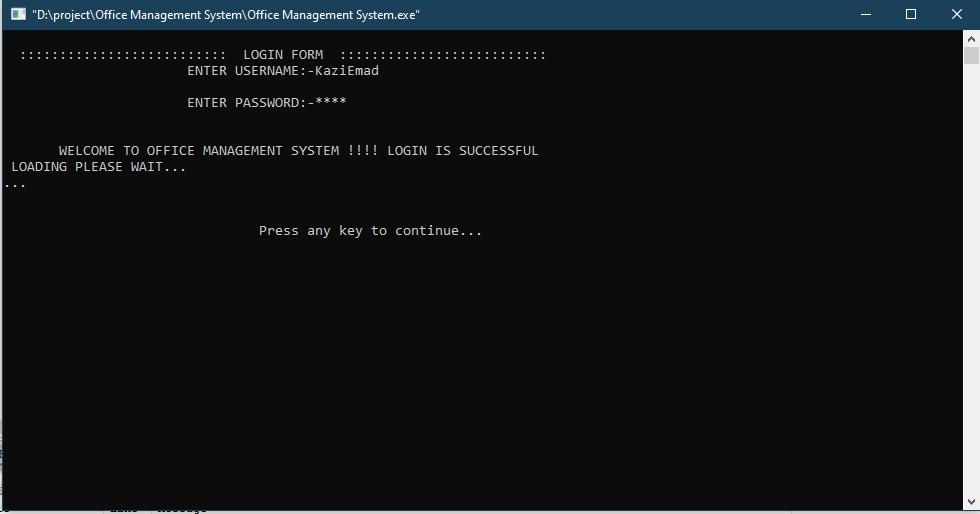 "D:\project\Office Management System\Office Management System.exe"
:::::::::::::::::::::::::: LOGIN FORM ::::::::::::::::::::::::::
ENTER USERNAME:-KaziEmad
ENTER PASSWORD:-****
WELCOME TO OFFICE MANAGEMENT SYSTEM !!!! LOGIN IS SUCCESSFUL
LOADING PLEASE WAIT...
...
Press any key to continue...